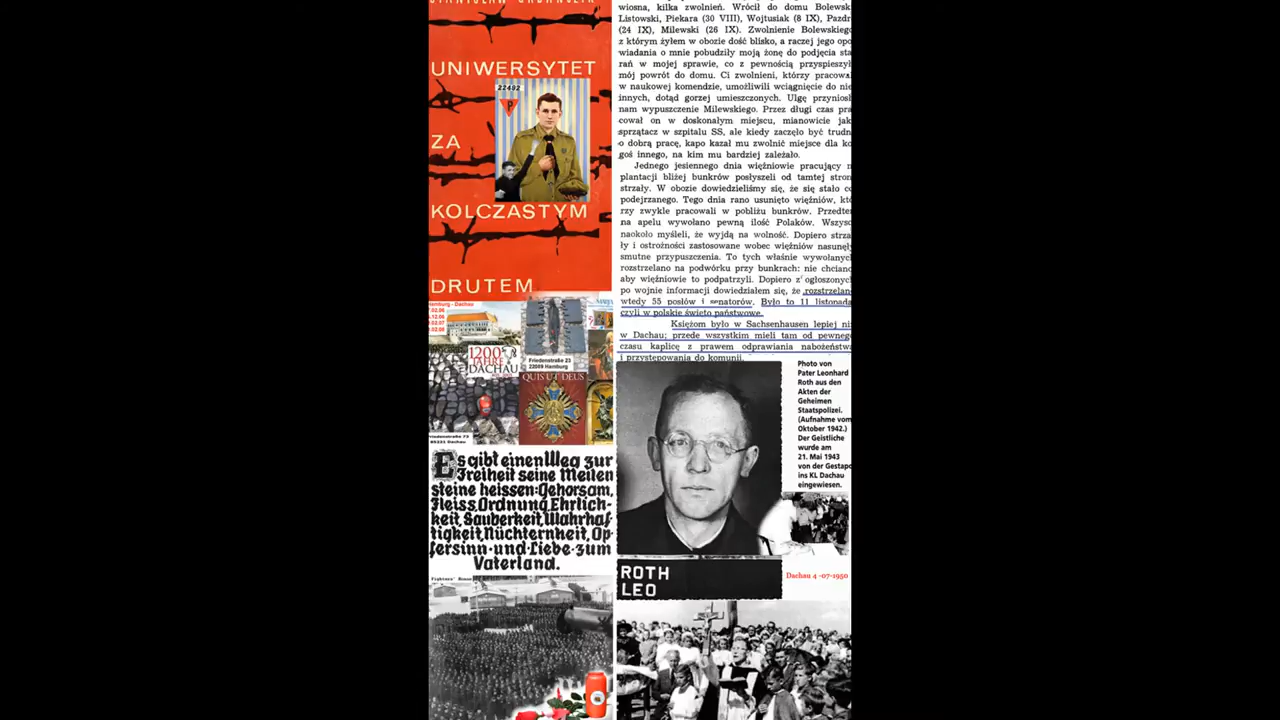 UNIWERSYTET
22492
P
ZA
KOLCZASTYM
DRUTEM
Hamburg - Dachau
1200
JAHRE
DACHAU
Friedenstraße 23
22089 Hamburg
QUIS UT DEUS
Friedenstraße 73
85221 Dachau
Es gibt einen Weg zur
Freiheit seine Meilen
steine heissen: Gehorsam,
Fleiss, Ordnung, Ehrlich-
keit, Sauberkeit, Wahrhaf
tigkeit, Nüchternheit, Op
fersinn und Liebe zum
Vaterland.
Fighters' House
wiosna, kilka zwolnień. Wrócił do domu Bolewsk
Listowski, Piekara (30 VIII), Wojtusiak (8 IX), Pazdr
(24 IX), Milewski (26 IX). Zwolnienie Bolewskiego
z którym żyłem w obozie dość blisko, a raczej jego opo
wiadania o mnie pobudziły moją żonę do podjęcia sta
rań w mojej sprawie, co z pewnością przyspieszył
mój powrót do domu. Ci zwolnieni, którzy pracowa
w naukowej komendzie, umożliwili wciągnięcie do nie
innych, dotąd gorzej umieszczonych. Ulgę przyniosł
nam wypuszczenie Milewskiego. Przez długi czas pra
cował on w doskonałym miejscu, mianowicie jak
sprzątacz w szpitalu SS, ale kiedy zaczęło być trudn
o dobrą pracę, kapo kazał mu zwolnić miejsce dla ko
goś innego, na kim mu bardziej zależało.
Jednego jesiennego dnia więźniowie pracujący n
plantacji bliżej bunkrów posłyszeli od tamtej stron
strzały. W obozie dowiedzieliśmy się, że się stało co
podejrzanego. Tego dnia rano usunięto więźniów, któ
rzy zwykle pracowali w pobliżu bunkrów. Przedten
na apelu wywołano pewną ilość Polaków. Wszysc
naokoło myśleli, że wyjdą na wolność. Dopiero strza
ły i ostrożności zastosowane wobec więźniów nasunęły
smutne przypuszczenia. To tych właśnie wywołanych
rozstrzelano na podwórku przy bunkrach: nie chciano
aby więźniowie to podpatrzyli. Dopiero z ogłoszonych
po wojnie informacji dowiedziałem się, że rozstrzelano
wtedy 55 posłów i senatorów. Było to 11 listopada
czyli w polskie święto państwowe.
Księżom było w Sachsenhausen lepiej ni
w Dachau; przede wszystkim mieli tam od pewneg
czasu kaplicę z prawem odprawiania nabożeństw
i przystępowania do komunii.
Photo von
Pater Leonhard
Roth aus den
Akten der
Geheimen
Staatspolizei.
(Aufnahme vom
Oktober 1942.)
Der Geistliche
wurde am
21. Mai 1943
von der Gestapo
ins KL Dachau
eingewiesen.
ROTH
LEO
Dachau 4 -07-1950